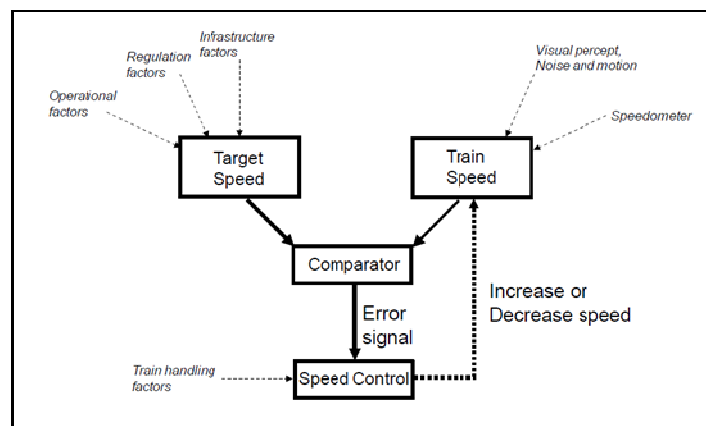 Infrastructure
factors
Regulation
factors
Operational
factors
Visual percept,
Noise and motion
Speedometer
Target
Speed
Train
Speed
Comparator
Error
signal
Increase or
Decrease speed
Train handling
factors
Speed Control